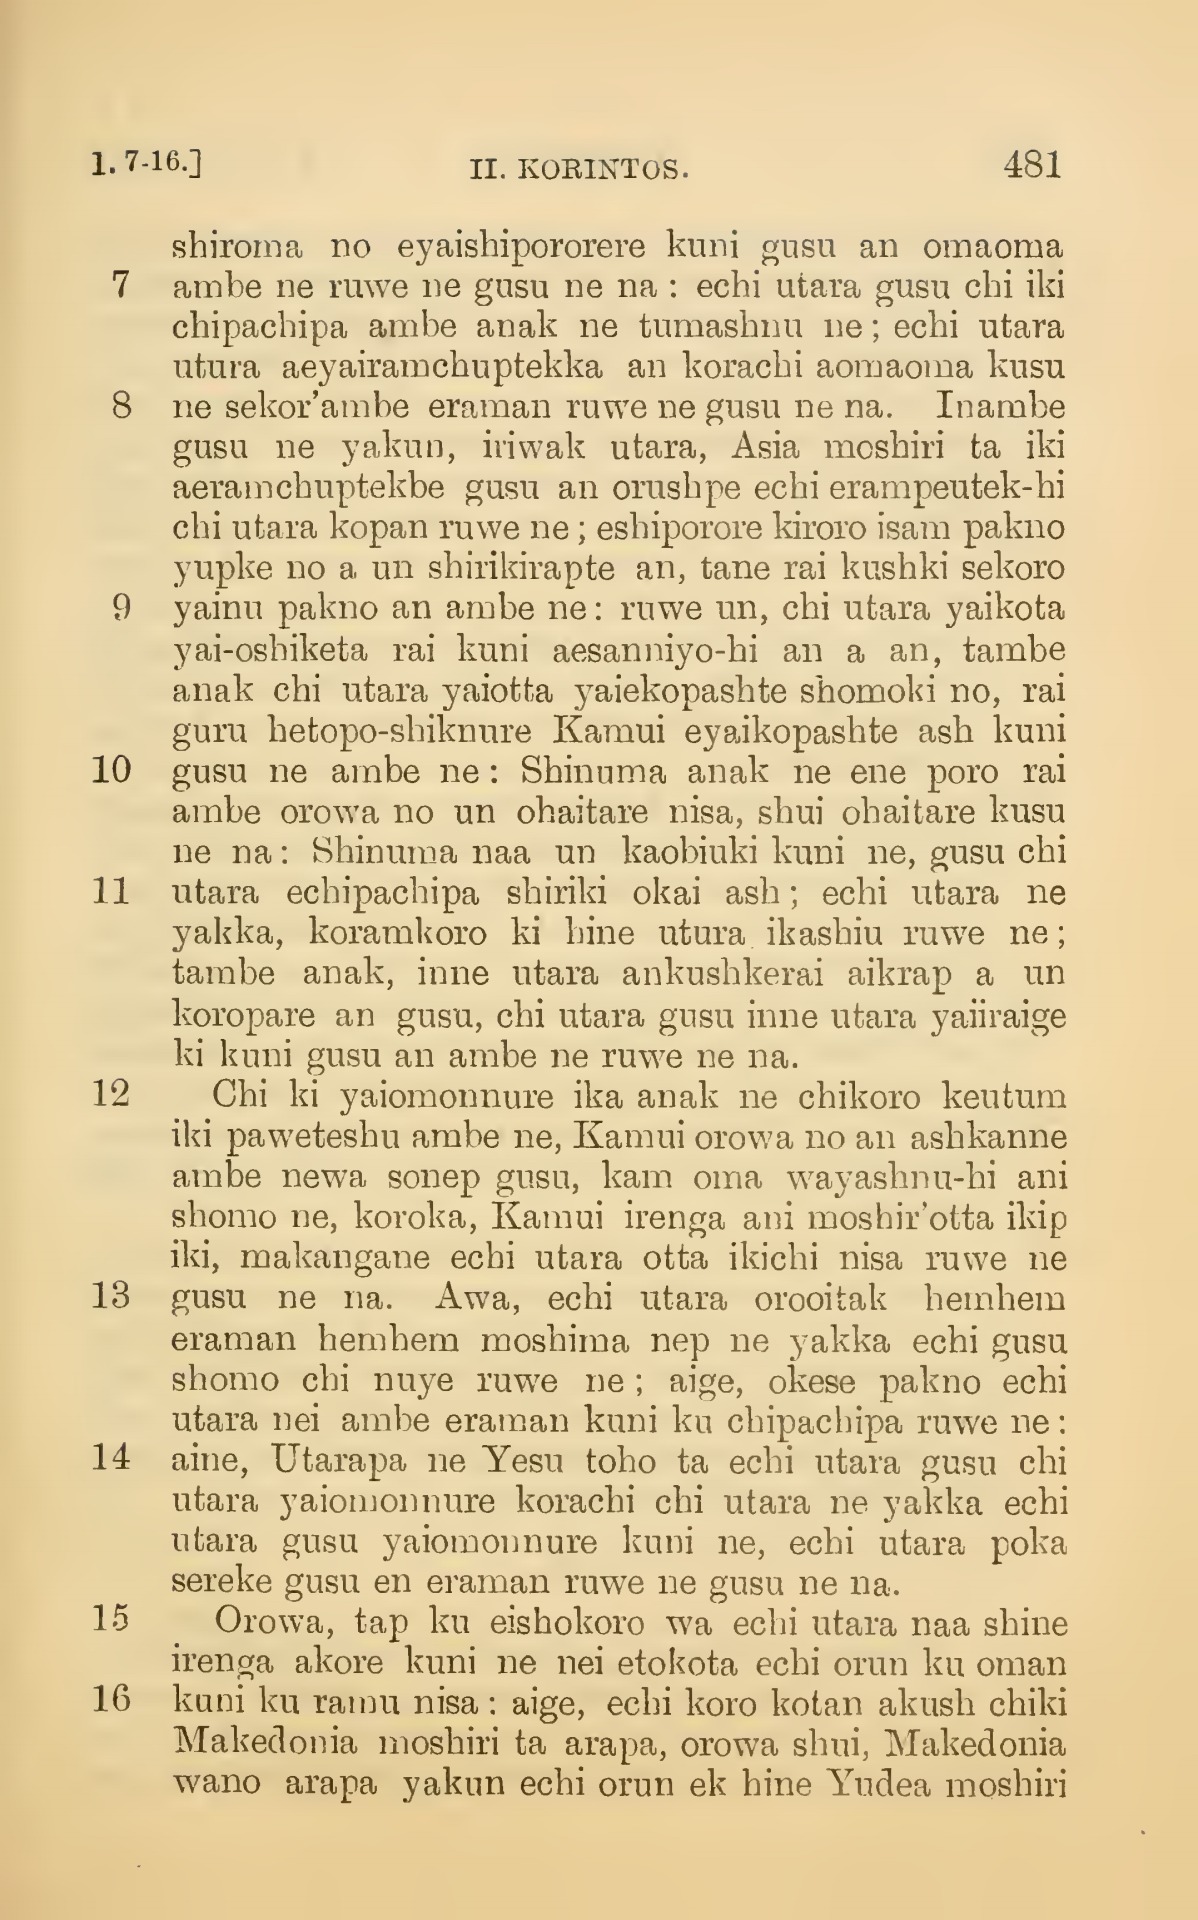 1. 7-16.] II. KORINTOS. 481
shiroma no eyaishipororere kuni gusu an omaoma
7 ambe ne ruwe ne gusu ne na : echi utara gusu chi iki
chipachipa ambe anak ne tumashnu ne ; echi utara
utura aeyairamchuptekka an korachi aomaoma kusu
8 ne sekor'ambe eraman ruwe ne gusu ne na. Inambe
gusu ne yakun, iriwak utara, Asia moshiri ta iki
aeramchuptekbe gusu an orushpe echi erampeutek-hi
chi utara kopan ruwe ne ; eshiporore kiroro isam pakno
yupke no a un shirikirapte an, tane rai kushki sekoro
9 yainu pakno an ambe ne : ruwe un, chi utara yaikota
yai-oshiketa rai kuni aesanniyo-hi an a an, tambe
anak chi utara yaiotta yaiekopashte shomoki no, rai
guru hetopo-shiknure Kamui eyaikopashte ash kuni
10 gusu ne ambe ne : Shinuma anak ne ene poro rai
ambe orowa no un ohaitare nisa, shui ohaitare kusu
ne na : Shinuma naa un kaobiuki kuni ne, gusu chi
11 utara echipachipa shiriki okai ash ; echi utara ne
yakka, koramkoro ki hine utura ikashiu ruwe ne ;
tambe anak, inne utara ankushkerai aikrap a un
koropare an gusu, chi utara gusu inne utara yaiiraige
ki kuni gusu an ambe ne ruwe ne na.
12 Chi ki yaiomonnure ika anak ne chikoro keutum
iki paweteshu ambe ne, Kamui orowa no an ashkanne
ambe newa sonep gusu, kam oma wayashnu-hi ani
shomo ne, koroka, Kamui irenga ani moshir'otta ikip
iki, makangane echi utara otta ikichi nisa ruwe ne
13 gusu ne na. Awa, echi utara orooitak hemhem
eraman hemhem moshima nep ne yakka echi gusu
shomo chi nuye ruwe ne ; aige, okese pakno echi
utara nei ambe eraman kuni ku chipachipa ruwe ne :
14 aine, Utarapa ne Yesu toho ta echi utara gusu chi
utara yaiomonnure korachi chi utara ne yakka echi
utara gusu yaiomonnure kuni ne, echi utara poka
sereke gusu en eraman ruwe ne gusu ne na.
15 Orowa, tap ku eishokoro wa echi utara naa shine
irenga akore kuni ne nei etokota echi orun ku oman
16 kuni ku ramu nisa : aige, echi koro kotan akush chiki
Makedonia moshiri ta arapa, orowa shui, Makedonia
wano arapa yakun echi orun ek hine Yudea moshiri